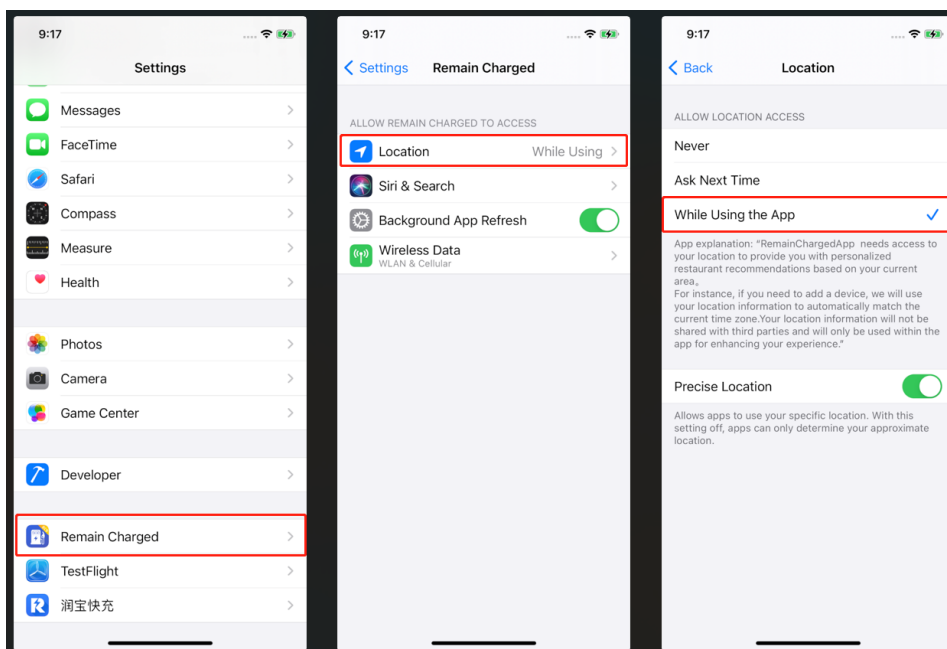 9:17
Settings
Messages
FaceTime
Safari
Compass
Measure
Health
Photos
Camera
Game Center
Developer
Remain Charged
TestFlight
润宝快充
9:17
Settings
Remain Charged
ALLOW REMAIN CHARGED TO ACCESS
Location While Using
Siri & Search
Background App Refresh
Wireless Data
WLAN & Cellular
9:17
Back
Location
ALLOW LOCATION ACCESS
Never
Ask Next Time
While Using the App
App explanation: “RemainChargedApp needs access to
your location to provide you with personalized
restaurant recommendations based on your current
area。
For instance, if you need to add a device, we will use
your location information to automatically match the
current time zone.Your location information will not be
shared with third parties and will only be used within the
app for enhancing your experience.”
Precise Location
Allows apps to use your specific location. With this
setting off, apps can only determine your approximate
location.